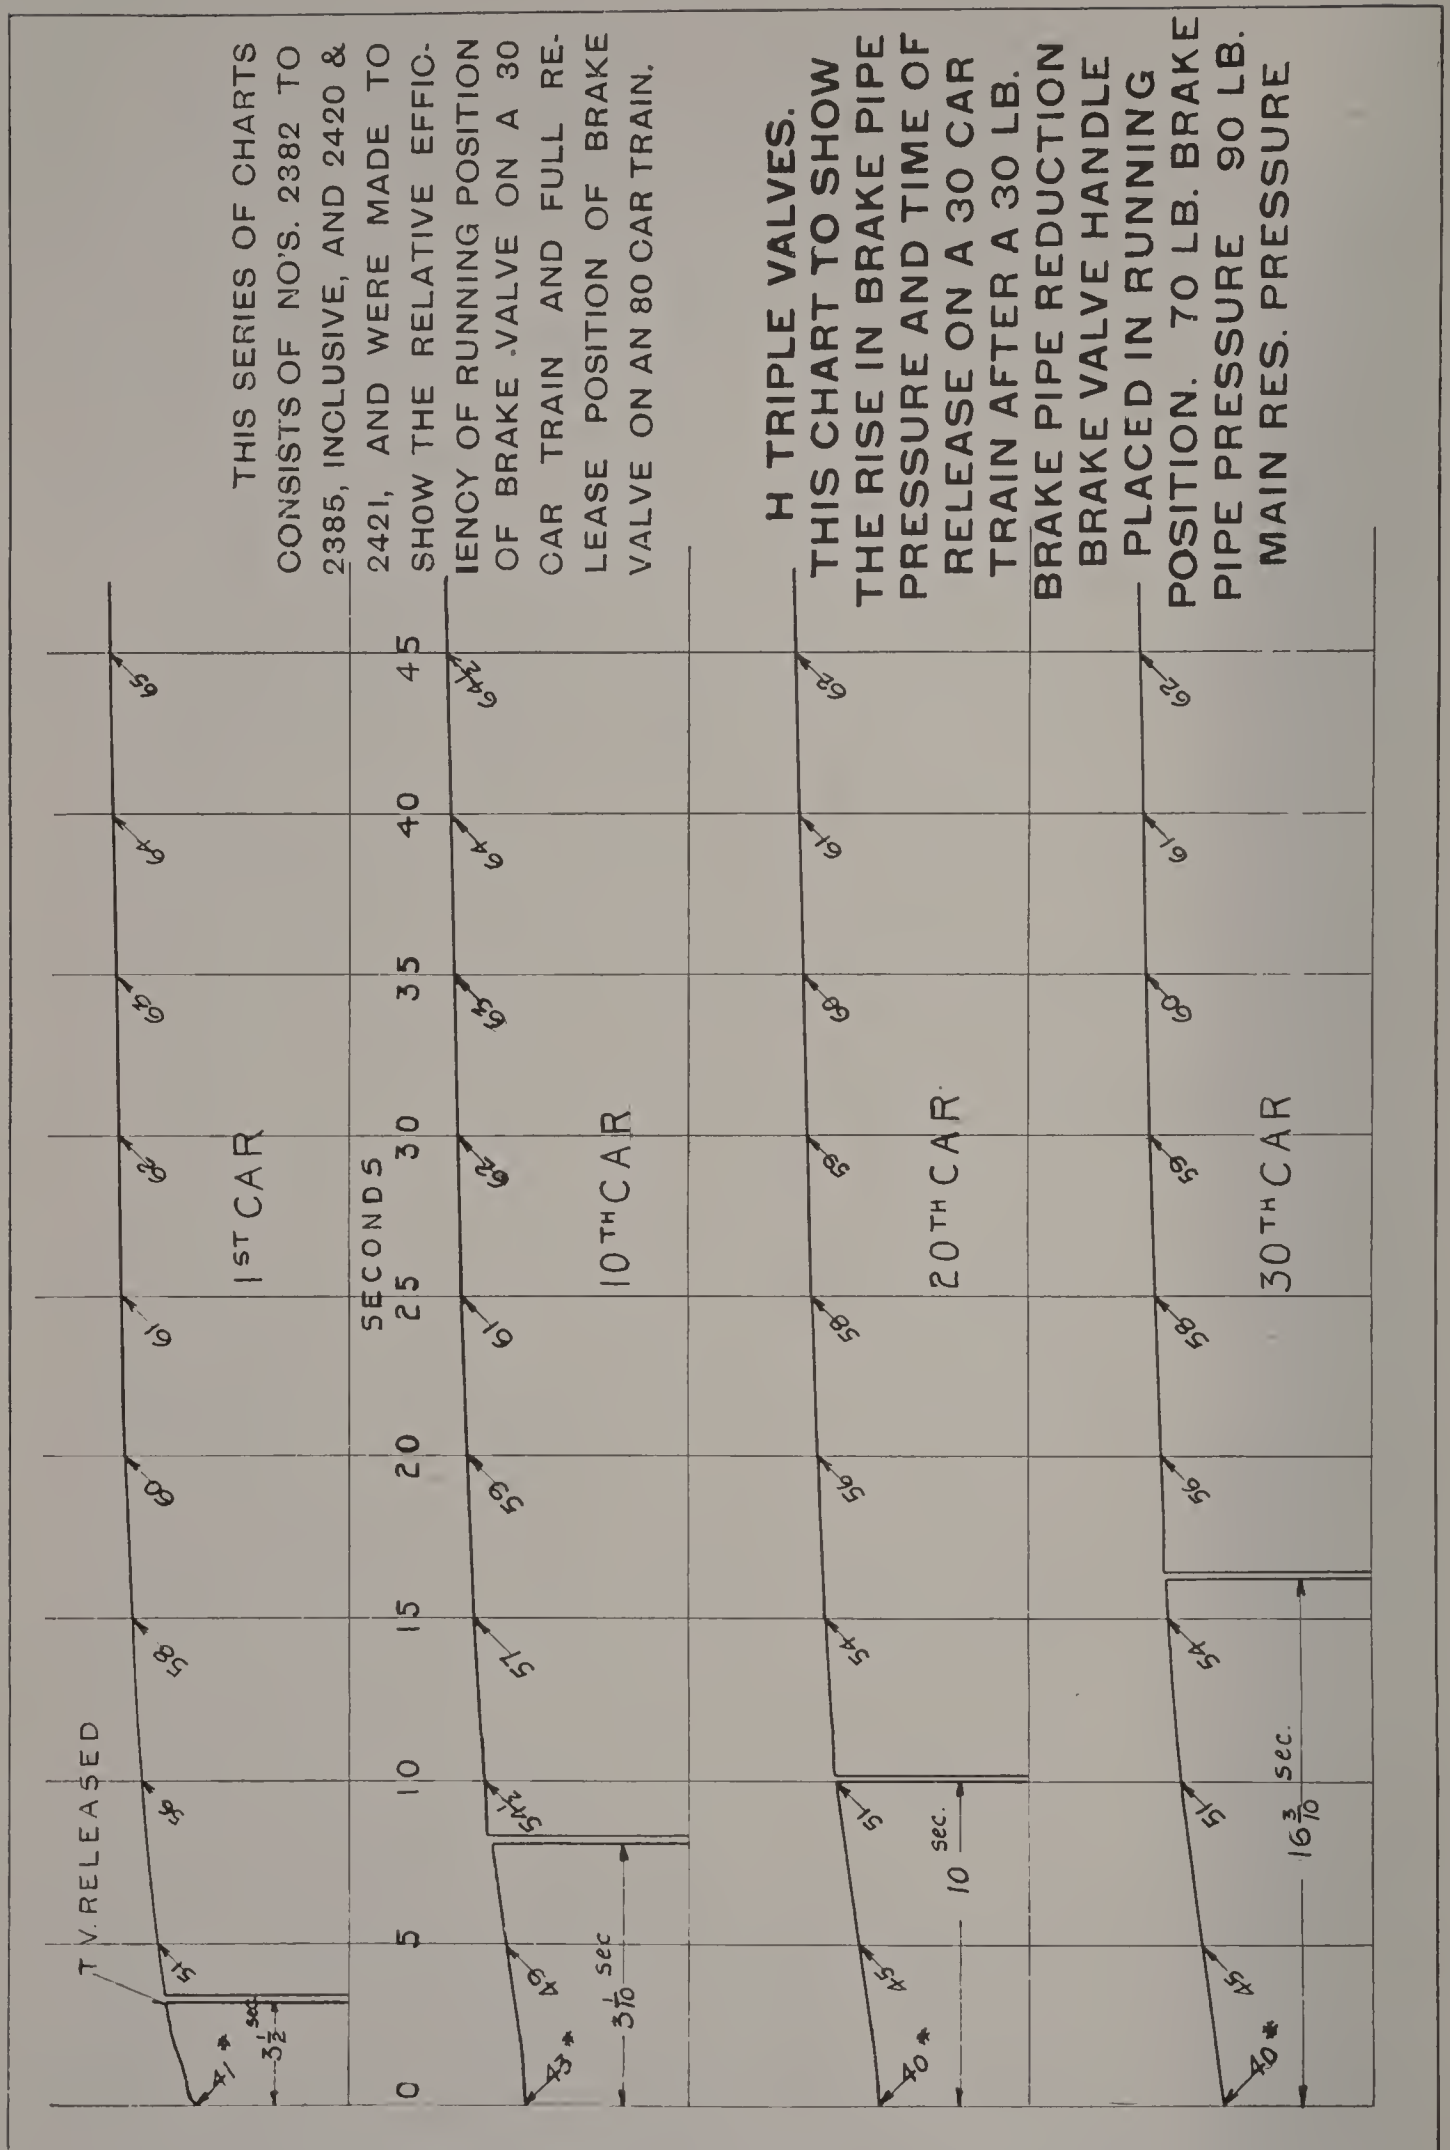 THIS SERIES OF CHARTS
CONSISTS OF NO'S. 2382 TO
2385, INCLUSIVE, AND 2420 &
2421, AND WERE MADE TO
SHOW THE RELATIVE EFFIC-
IENCY OF RUNNING POSITION
OF BRAKE VALVE ON A 30
CAR TRAIN AND FULL RE-
LEASE POSITION OF BRAKE
VALVE ON AN 80 CAR TRAIN.
H TRIPLE VALVES.
THIS CHART TO SHOW
THE RISE IN BRAKE PIPE
PRESSURE AND TIME OF
RELEASE ON A 30 CAR
TRAIN AFTER A 30 LB.
BRAKE PIPE REDUCTION
BRAKE VALVE HANDLE
PLACED IN RUNNING
POSITION. 70 LB. BRAKE
PIPE PRESSURE 90 LB.
MAIN RES. PRESSURE
T.V. RELEASED
41* 51 56 58 60 61 62 63 64 65
3½ sec.
1ST CAR
SECONDS
0 5 10 15 20 25 30 35 40 45
43* 49 54½ 57 59 61 62 63 64 64½
3 1/10 sec
10TH CAR
40* 45 51 54 56 58 59 60 61 62
10 sec.
20TH CAR
40* 45 51 54 56 58 59 60 61 62
16 3/10 sec.
30TH CAR